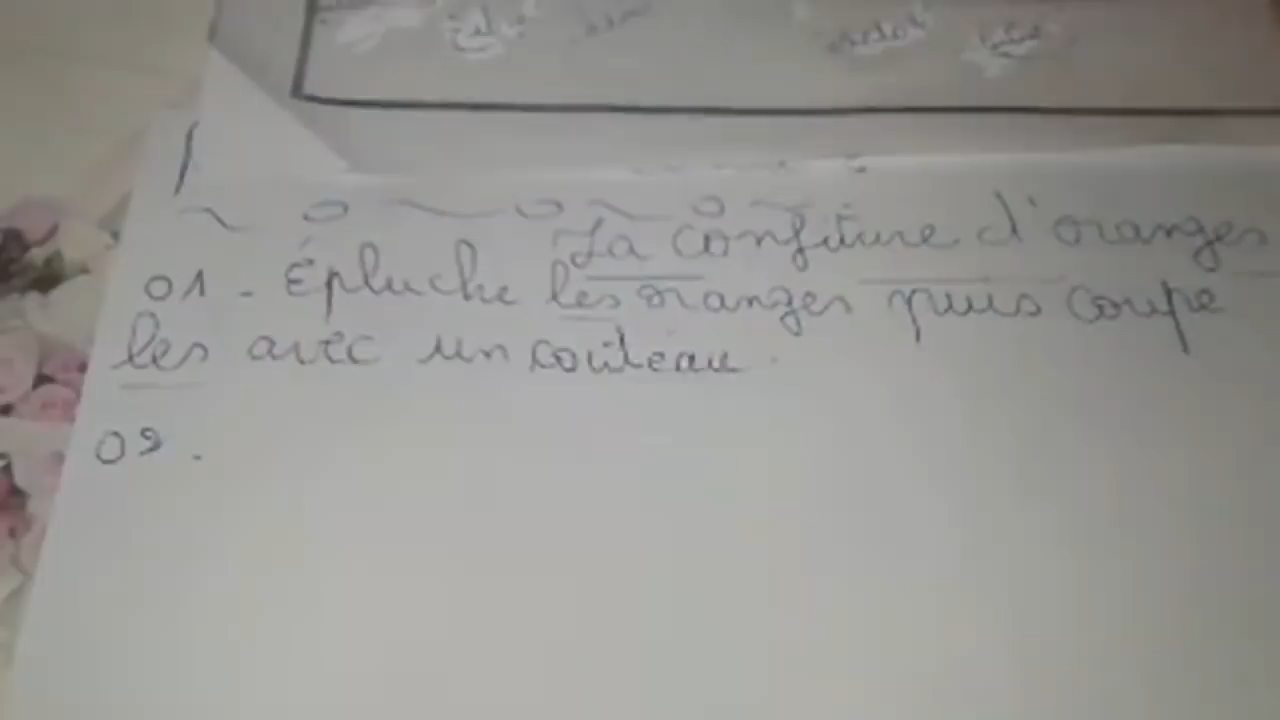 La confiture d'oranges
01 - Épluche les oranges puis coupe
les avec un couteau.
02.